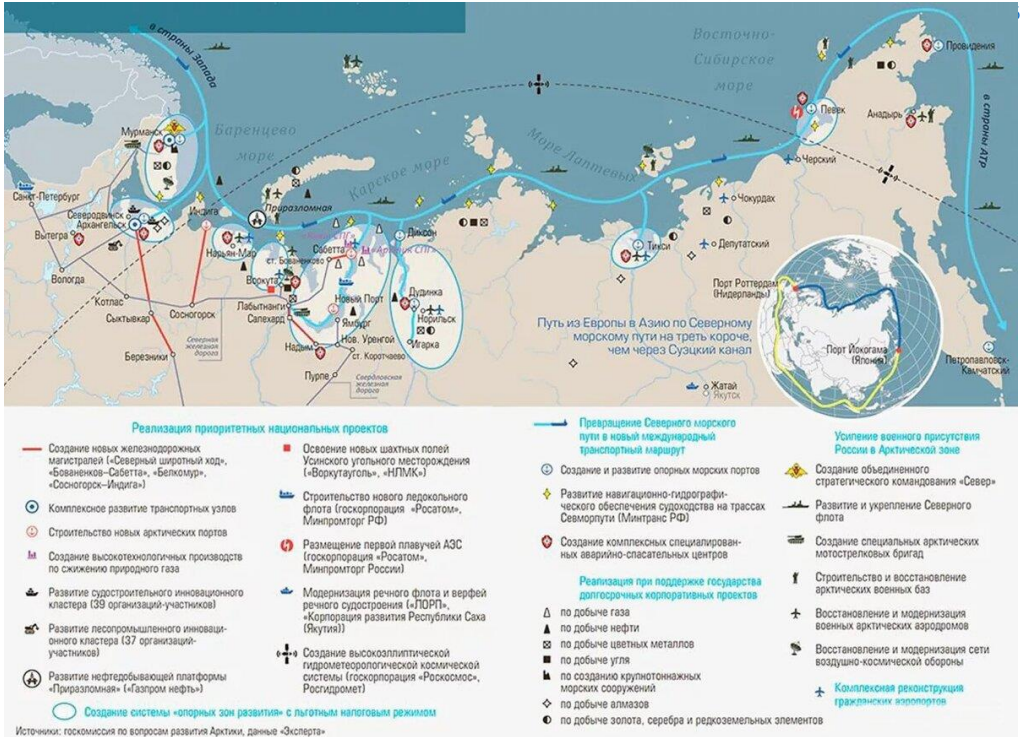 в страны Запада
Баренцево
море
Карское море
Море Лаптевых
Восточно-
Сибирское
море
в страны АТР
Провидения
Анадырь
Певек
Черский
Чокурдах
Депутатский
Тикси
Жатай
Якутск
Петропавловск-
Камчатский
Мурманск
Санкт-Петербург
Северодвинск
Архангельск
Вытегра
Вологда
Котлас
Сыктывкар
Березники
Индига
Сосногорск
Северная
железная
дорога
Приразломная
Нарьян-Мар
Воркута
ст. Бованенково
Сабетта
«Арктик СПГ»
Диксон
Лабытнанги
Салехард
Новый Порт
Ямбург
Надым
Нов. Уренгой
ст. Коротчаево
Пурпе
Свердловская
железная
дорога
Дудинка
Норильск
Игарка
Путь из Европы в Азию по Северному
морскому пути на треть короче,
чем через Суэцкий канал
Порт Роттердам
(Нидерланды)
Порт Йокогама
(Япония)
Реализация приоритетных национальных проектов
Создание новых железнодорожных
магистралей («Северный широтный ход»,
«Бованенков–Сабетта», «Белкомур»,
«Сосногорск–Индига»)
Комплексное развитие транспортных узлов
Строительство новых арктических портов
Создание высокотехнологичных производств
по сжижению природного газа
Развитие судостроительного инновационного
кластера (39 организаций-участников)
Развитие лесопромышленного инноваци-
онного кластера (37 организаций-
участников)
Развитие нефтедобывающей платформы
«Приразломная» («Газпром нефть»)
Освоение новых шахтных полей
Усинского угольного месторождения
(«Воркутауголь», «НЛМК»)
Строительство нового ледокольного
флота (госкорпорация «Росатом»,
Минпромторг РФ)
Размещение первой плавучей АЭС
(госкорпорация «Росатом»,
Минпромторг России)
Модернизация речного флота и верфей
речного судостроения («ЛОРП»,
«Корпорация развития Республики Саха
(Якутия))
Создание высокоэллиптической
гидрометеорологической космической
системы (госкорпорация «Роскосмос»,
Росгидромет)
Создание системы «опорных зон развития» с льготным налоговым режимом
Превращение Северного морского
пути в новый международный
транспортный маршрут
Создание и развитие опорных морских портов
Развитие навигационно-гидрографи-
ческого обеспечения судоходства на трассах
Севморпути (Минтранс РФ)
Создание комплексных специализирован-
ных аварийно-спасательных центров
Реализация при поддержке государства
долгосрочных корпоративных проектов
по добыче газа
по добыче нефти
по добыче цветных металлов
по добыче угля
по созданию крупнотоннажных
морских сооружений
по добыче алмазов
по добыче золота, серебра и редкоземельных элементов
Усиление военного присутствия
России в Арктической зоне
Создание объединенного
стратегического командования «Север»
Развитие и укрепление Северного
флота
Создание специальных арктических
мотострелковых бригад
Строительство и восстановление
арктических военных баз
Восстановление и модернизация
военных арктических аэродромов
Восстановление и модернизация сети
воздушно-космической обороны
Комплексная реконструкция
гражданских аэропортов
Источники: госкомиссия по вопросам развития Арктики, данные «Эксперта»